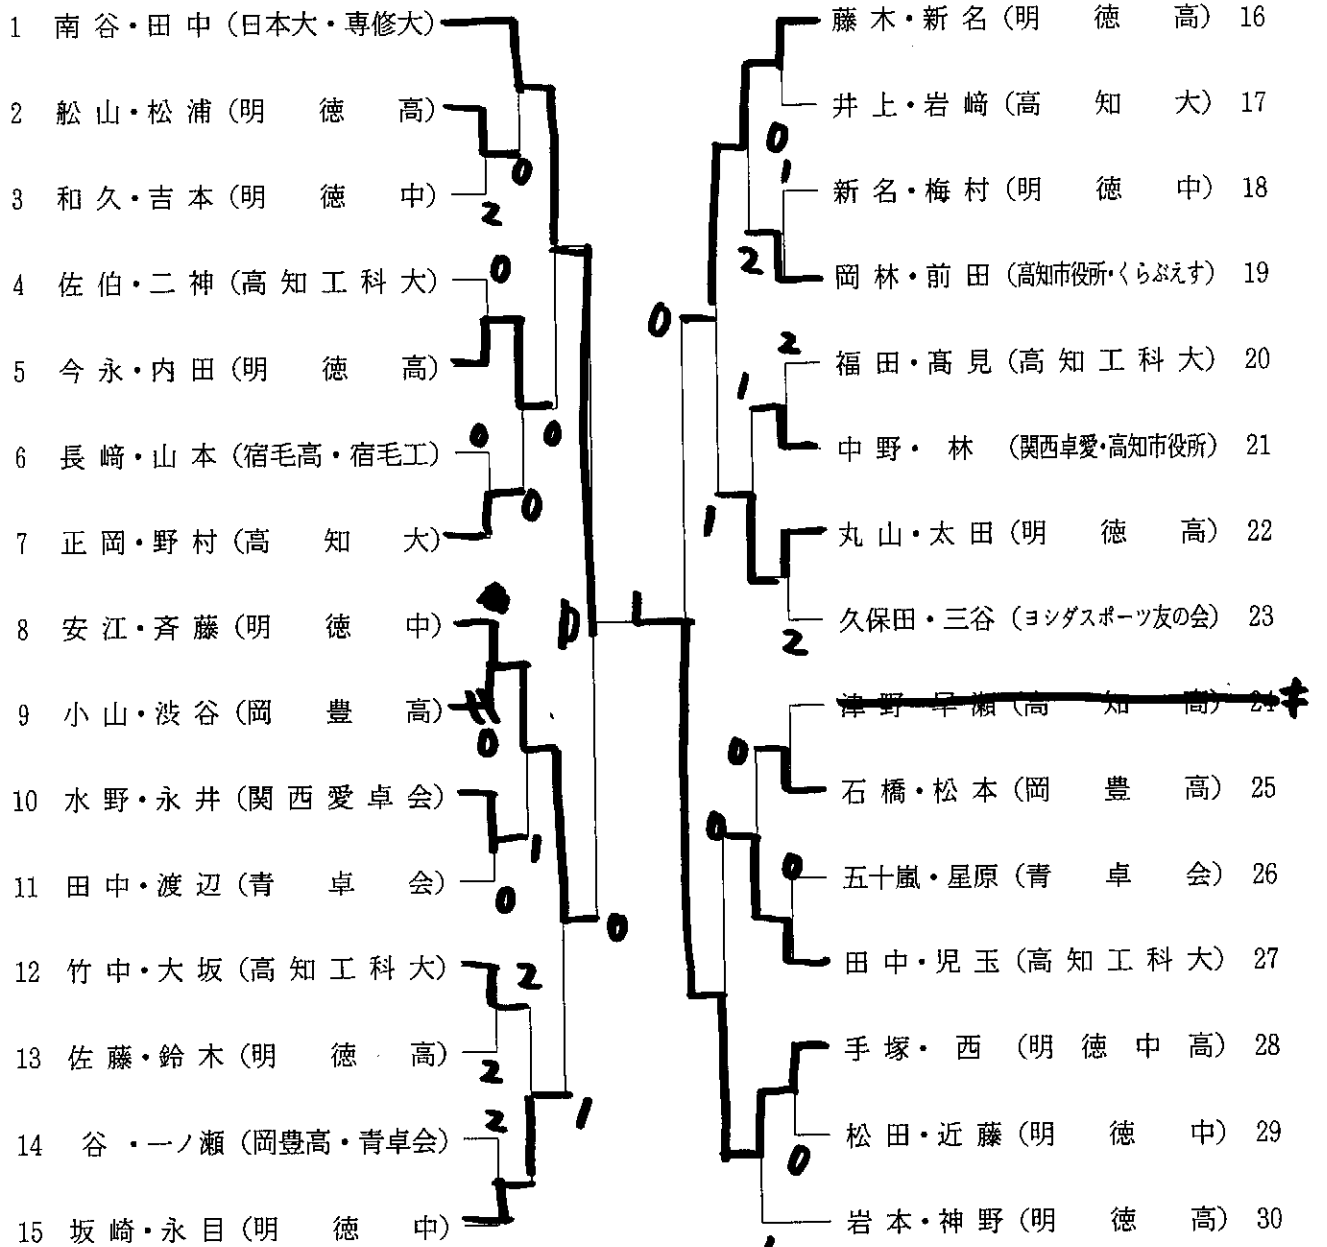 1 南谷・田中 (日本大・専修大)
2 舩山・松浦 (明徳高)
0
3 和久・吉本 (明徳中)
2
0
4 佐伯・二神 (高知工科大)
5 今永・内田 (明徳高)
0
0
6 長﨑・山本 (宿毛高・宿毛工)
0
7 正岡・野村 (高知大)
8 安江・斉藤 (明徳中)
0
9 小山・渋谷 (岡豊高)
0
10 水野・永井 (関西愛卓会)
1
11 田中・渡辺 (青卓会)
0
0
12 竹中・大坂 (高知工科大)
2
13 佐藤・鈴木 (明徳高)
2
1
2
14 谷・一ノ瀬 (岡豊高・青卓会)
15 坂崎・永目 (明徳中)
藤木・新名 (明徳高) 16
井上・岩﨑 (高知大) 17
0
1
新名・梅村 (明徳中) 18
2
岡林・前田 (高知市役所・くらぶえす) 19
0
2
福田・髙見 (高知工科大) 20
1
中野・林 (関西卓愛・高知市役所) 21
1
丸山・太田 (明徳高) 22
久保田・三谷 (ヨシダスポーツ友の会) 23
2
津野・早瀬 (高知高) 24 キ
0
石橋・松本 (岡豊高) 25
0
0
五十嵐・星原 (青卓会) 26
田中・児玉 (高知工科大) 27
手塚・西 (明徳中高) 28
松田・近藤 (明徳中) 29
0
岩本・神野 (明徳高) 30